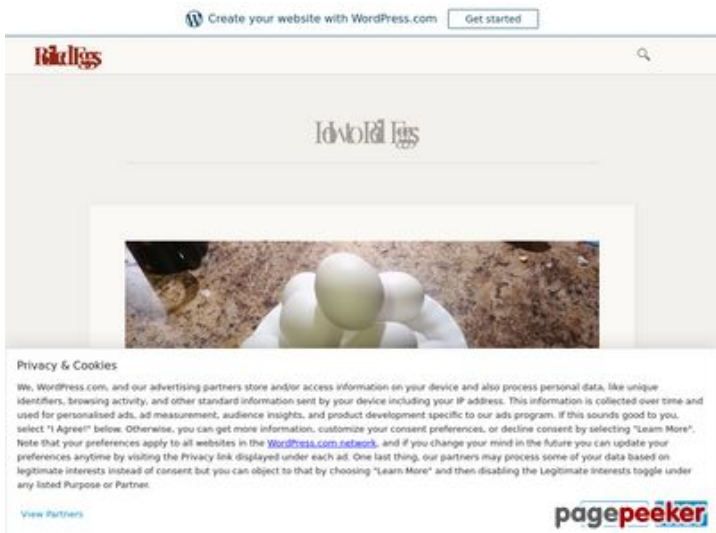 Create your website with WordPress.com
Get started
Boiled Eggs
How to Boil Eggs
Privacy & Cookies
We, WordPress.com, and our advertising partners store and/or access information on your device and also process personal data, like unique
identifiers, browsing activity, and other standard information sent by your device including your IP address. This information is collected over time and
used for personalised ads, ad measurement, audience insights, and product development specific to our ads program. If this sounds good to you,
select "I Agree!" below. Otherwise, you can get more information, customize your consent preferences, or decline consent by selecting "Learn More".
Note that your preferences apply to all websites in the WordPress.com network, and if you change your mind in the future you can update your
preferences anytime by visiting the Privacy link displayed under each ad. One last thing, our partners may process some of your data based on
legitimate interests instead of consent but you can object to that by choosing "Learn More" and then disabling the Legitimate Interests toggle under
any listed Purpose or Partner.
View Partners
pagepeeker